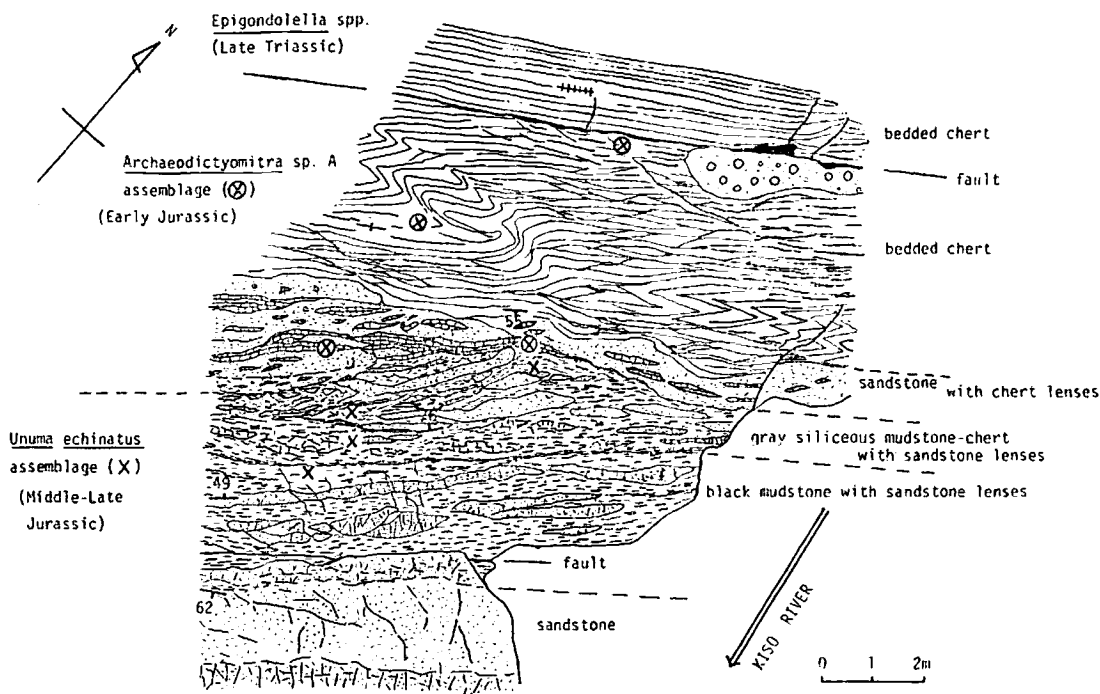 N
Epigondolella spp.
(Late Triassic)
Archaeodictyomitra sp. A
assemblage (⊗)
(Early Jurassic)
bedded chert
fault
bedded chert
55
sandstone
with chert lenses
Unuma echinatus
assemblage (X)
(Middle-Late
Jurassic)
gray siliceous mudstone-chert
with sandstone lenses
49
black mudstone with sandstone lenses
fault
62
sandstone
KISO RIVER
0 1 2m